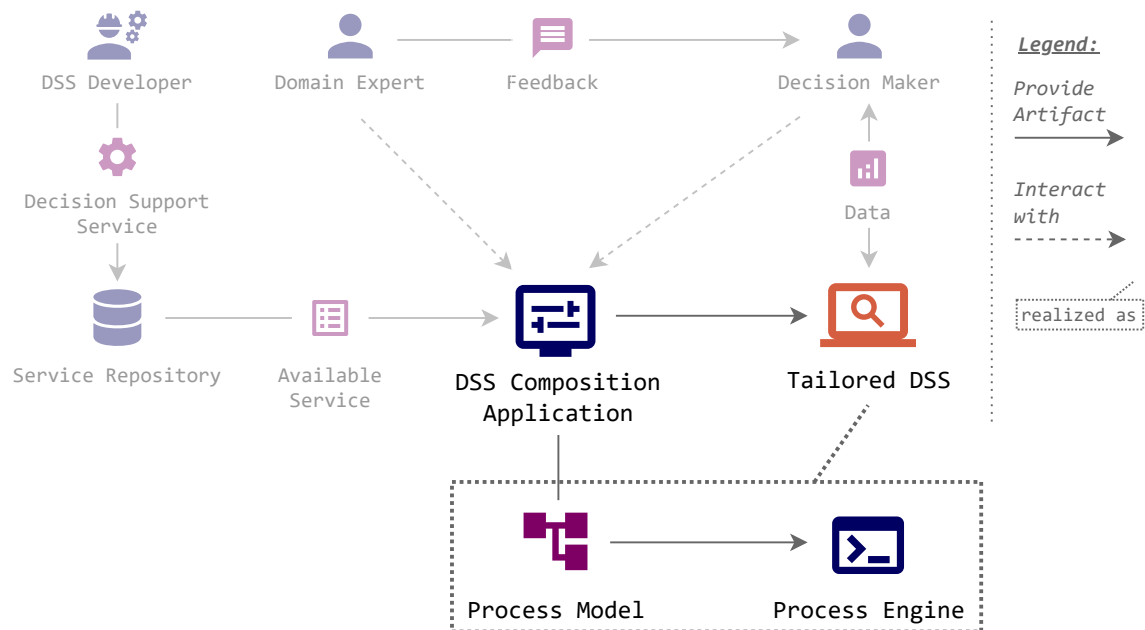 DSS Developer
Domain Expert
Feedback
Decision Maker
Legend:
Provide
Artifact
Decision Support
Service
Data
Interact
with
realized as
Service Repository
Available
Service
DSS Composition
Application
Tailored DSS
Process Model
Process Engine